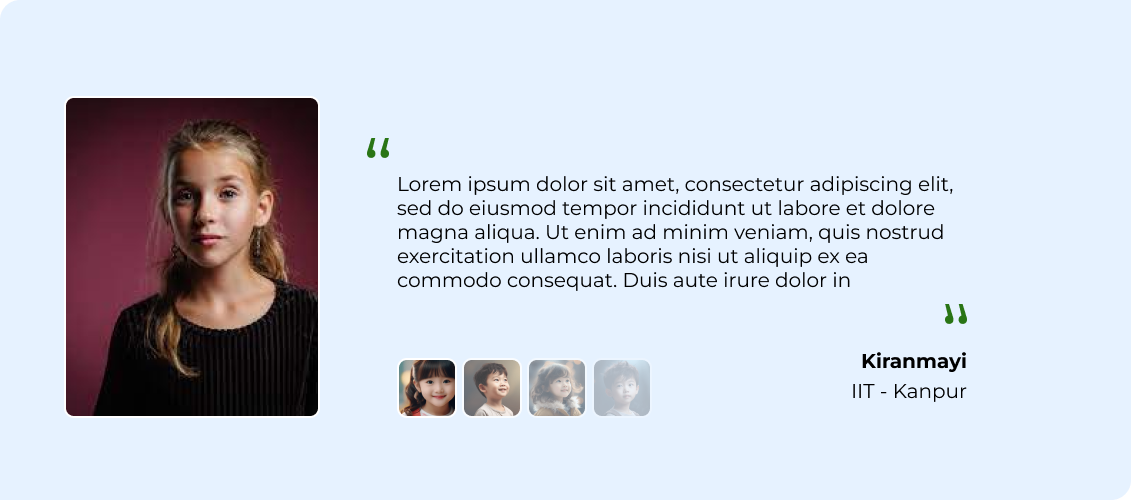 “
Lorem ipsum dolor sit amet, consectetur adipiscing elit,
sed do eiusmod tempor incididunt ut labore et dolore
magna aliqua. Ut enim ad minim veniam, quis nostrud
exercitation ullamco laboris nisi ut aliquip ex ea
commodo consequat. Duis aute irure dolor in
”
Kiranmayi
IIT - Kanpur